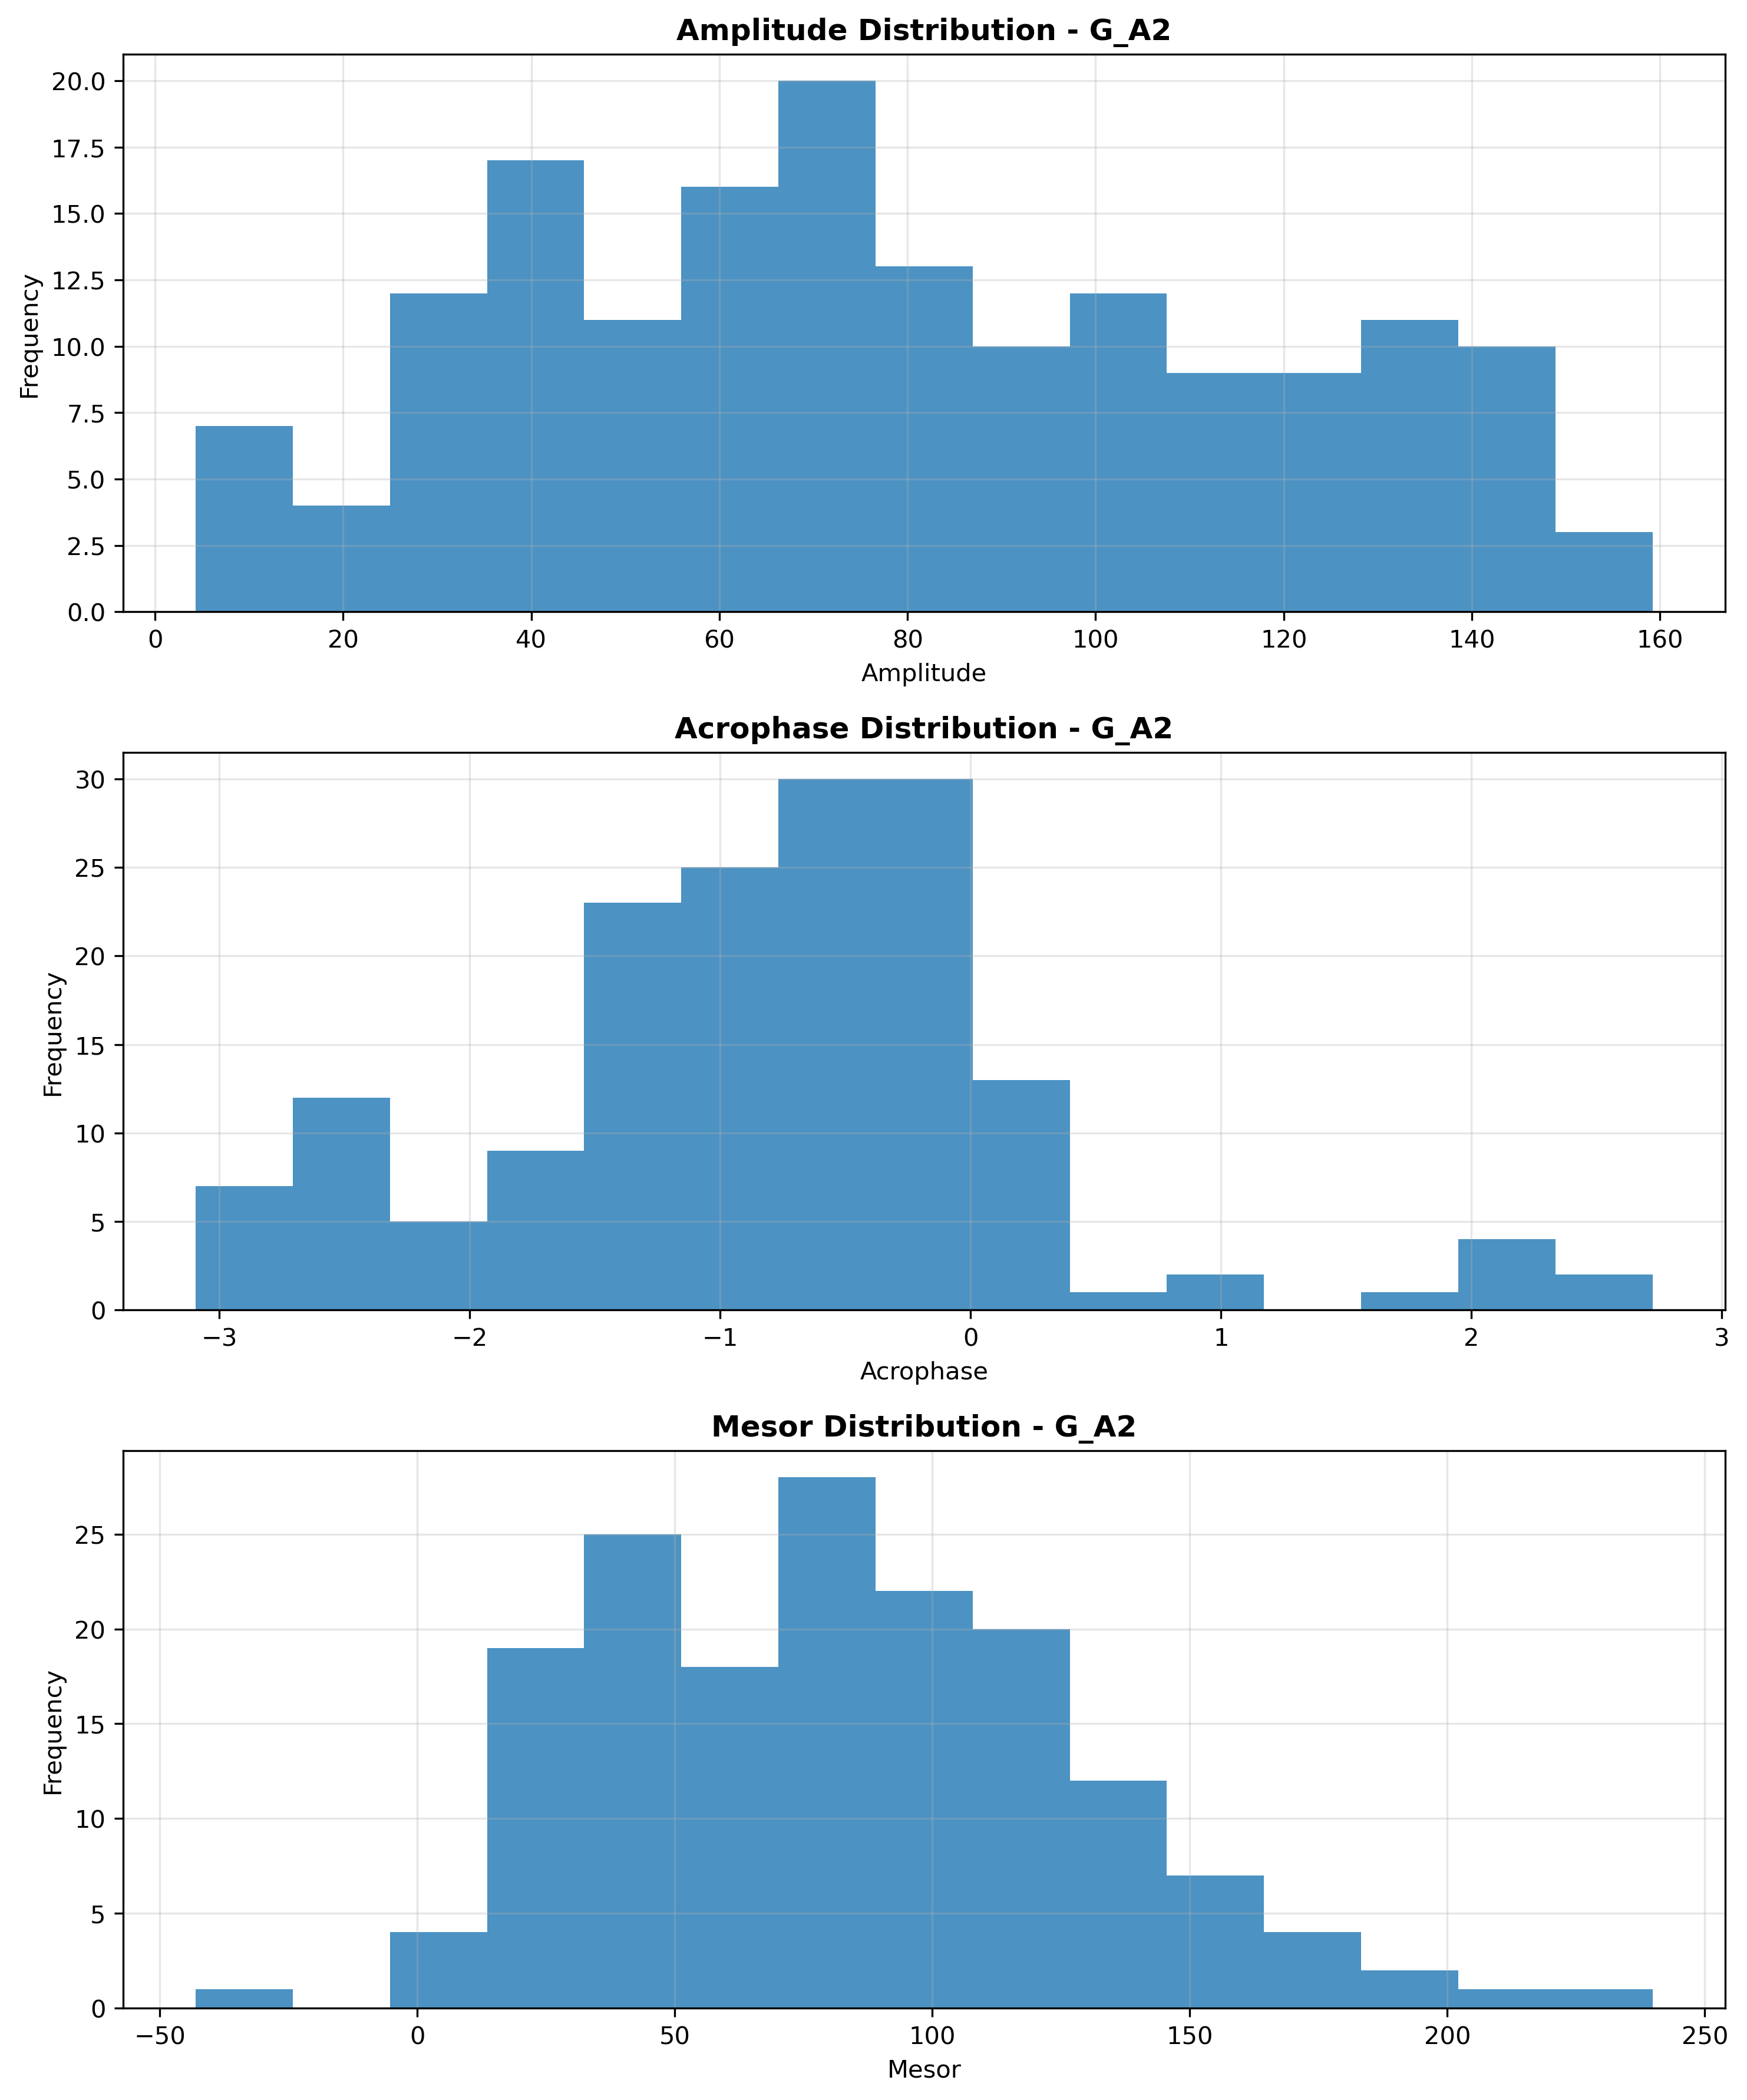 Amplitude Distribution - G_A2
20.0
17.5
15.0
12.5
10.0
7.5
5.0
2.5
0.0
Frequency
0 20 40 60 80 100 120 140 160
Amplitude
Acrophase Distribution - G_A2
30
25
20
15
10
5
0
Frequency
−3 −2 −1 0 1 2 3
Acrophase
Mesor Distribution - G_A2
25
20
15
10
5
0
Frequency
−50 0 50 100 150 200 250
Mesor